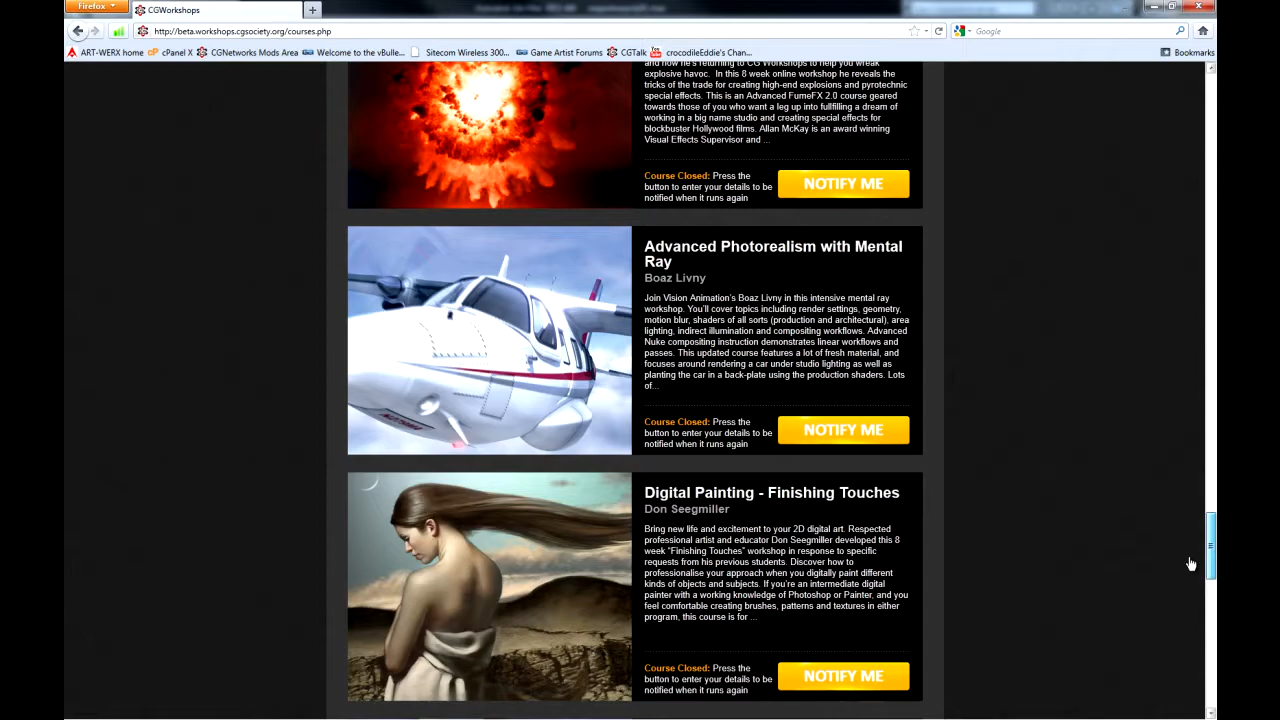 Firefox
CGWorkshops
http://beta.workshops.cgsociety.org/courses.php
Google
ART-WERX home
cPanel X
CGNetworks Mods Area
Welcome to the vBulle...
Sitecom Wireless 300...
Game Artist Forums
CGTalk
crocodileEddie's Chan...
Bookmarks
and now he's returning to CG Workshops to help you wreak
explosive havoc. In this 8 week online workshop he reveals the
tricks of the trade for creating high-end explosions and pyrotechnic
special effects. This is an Advanced FumeFX 2.0 course geared
towards those of you who want a leg up into fullfilling a dream of
working in a big name studio and creating special effects for
blockbuster Hollywood films. Allan McKay is an award winning
Visual Effects Supervisor and ...
Course Closed: Press the
button to enter your details to be
notified when it runs again
NOTIFY ME
Advanced Photorealism with Mental
Ray
Boaz Livny
Join Vision Animation's Boaz Livny in this intensive mental ray
workshop. You'll cover topics including render settings, geometry,
motion blur, shaders of all sorts (production and architectural), area
lighting, indirect illumination and compositing workflows. Advanced
Nuke compositing instruction demonstrates linear workflows and
passes. This updated course features a lot of fresh material, and
focuses around rendering a car under studio lighting as well as
planting the car in a back-plate using the production shaders. Lots
of...
Course Closed: Press the
button to enter your details to be
notified when it runs again
NOTIFY ME
Digital Painting - Finishing Touches
Don Seegmiller
Bring new life and excitement to your 2D digital art. Respected
professional artist and educator Don Seegmiller developed this 8
week "Finishing Touches" workshop in response to specific
requests from his previous students. Discover how to
professionalise your approach when you digitally paint different
kinds of objects and subjects. If you're an intermediate digital
painter with a working knowledge of Photoshop or Painter, and you
feel comfortable creating brushes, patterns and textures in either
program, this course is for ...
Course Closed: Press the
button to enter your details to be
notified when it runs again
NOTIFY ME